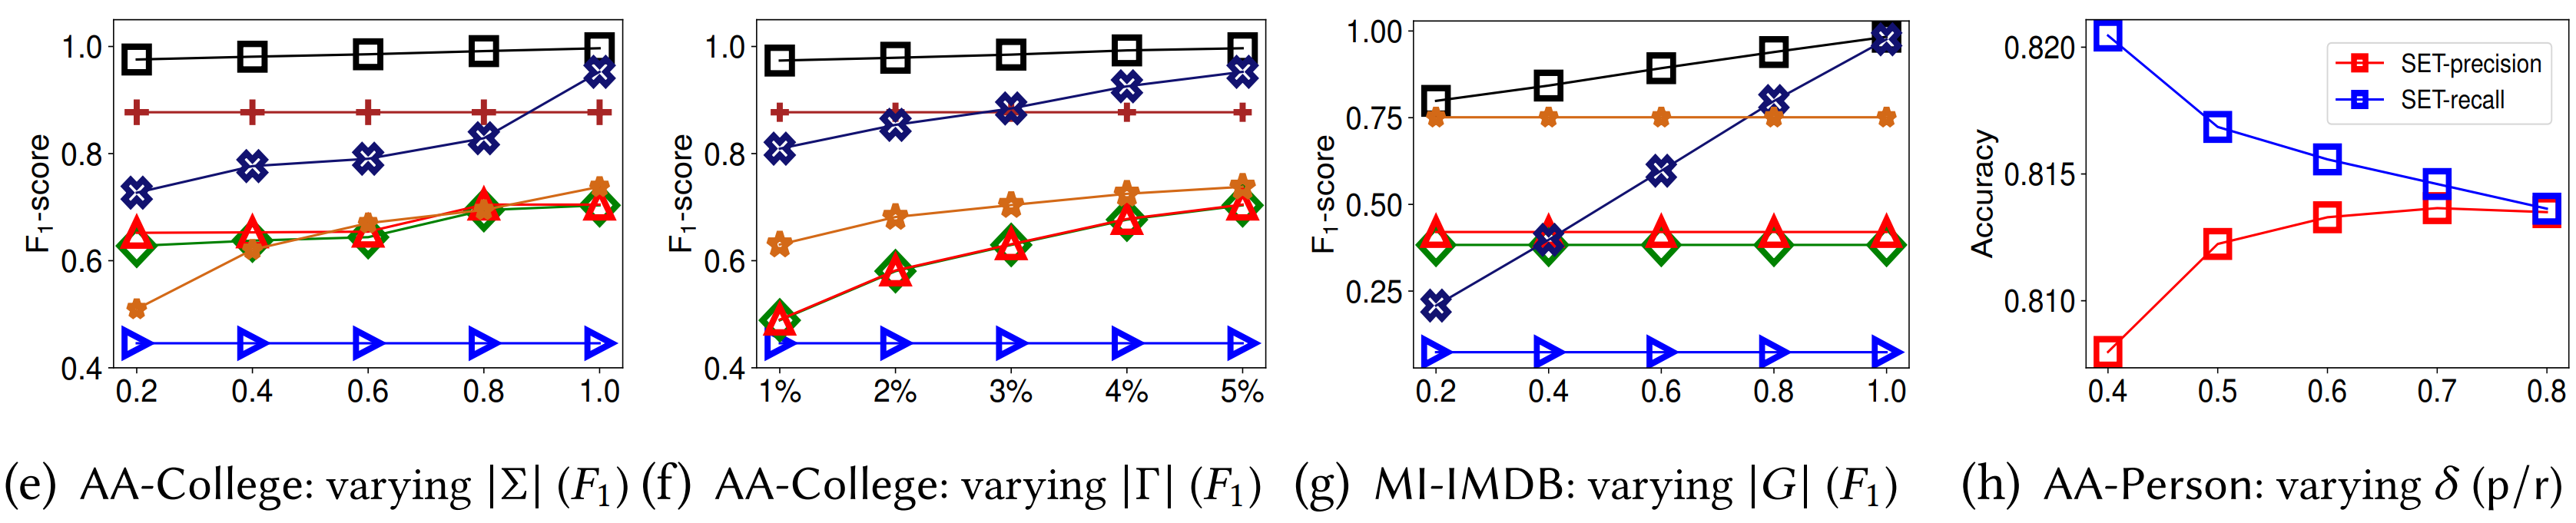 F1-score
1.0
0.8
0.6
0.4
0.2 0.4 0.6 0.8 1.0
(e) AA-College: varying |Σ| (F1)
F1-score
1.0
0.8
0.6
0.4
1% 2% 3% 4% 5%
(f) AA-College: varying |Γ| (F1)
F1-score
1.00
0.75
0.50
0.25
0.2 0.4 0.6 0.8 1.0
(g) MI-IMDB: varying |G| (F1)
Accuracy
0.820
0.815
0.810
SET-precision
SET-recall
0.4 0.5 0.6 0.7 0.8
(h) AA-Person: varying δ (p/r)